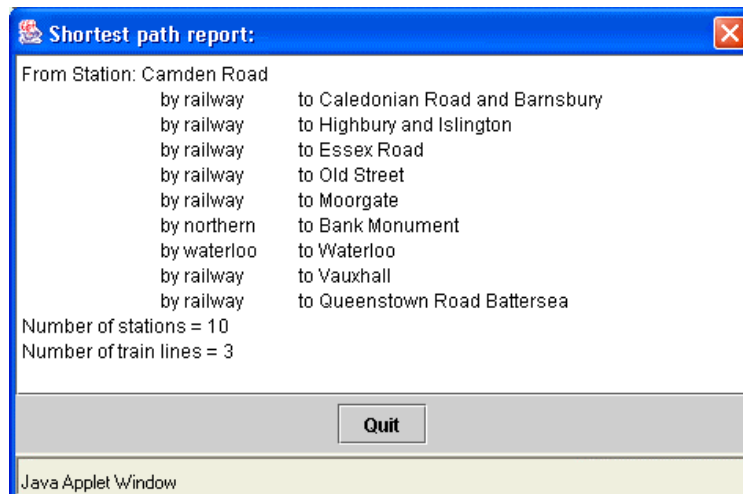 Shortest path report:
From Station: Camden Road
by railway to Caledonian Road and Barnsbury
by railway to Highbury and Islington
by railway to Essex Road
by railway to Old Street
by railway to Moorgate
by northern to Bank Monument
by waterloo to Waterloo
by railway to Vauxhall
by railway to Queenstown Road Battersea
Number of stations = 10
Number of train lines = 3
Quit
Java Applet Window